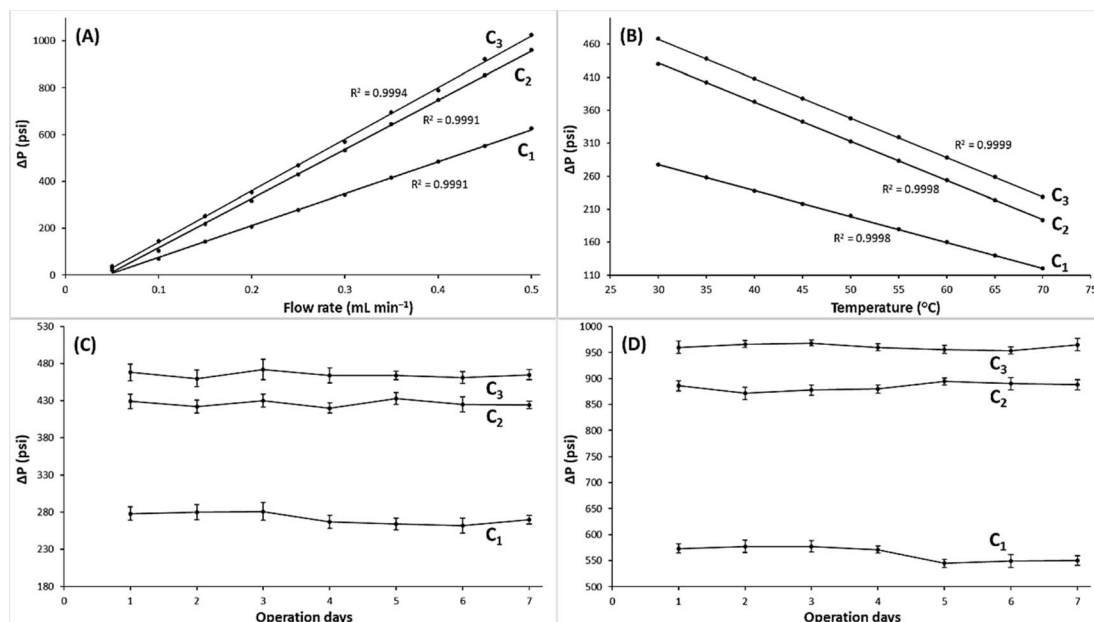 (A)
C3
C2
C1
R² = 0.9994
R² = 0.9991
R² = 0.9991
ΔP (psi)
1000
800
600
400
200
0
0 0.1 0.2 0.3 0.4 0.5
Flow rate (mL min⁻¹)
(B)
R² = 0.9999
R² = 0.9998
R² = 0.9998
C3
C2
C1
ΔP (psi)
460
410
360
310
260
210
160
110
25 30 35 40 45 50 55 60 65 70 75
Temperature (°C)
(C)
C3
C2
C1
ΔP (psi)
530
480
430
380
330
280
230
180
0 1 2 3 4 5 6 7
Operation days
(D)
C3
C2
C1
ΔP (psi)
1000
950
900
850
800
750
700
650
600
550
500
0 1 2 3 4 5 6 7
Operation days